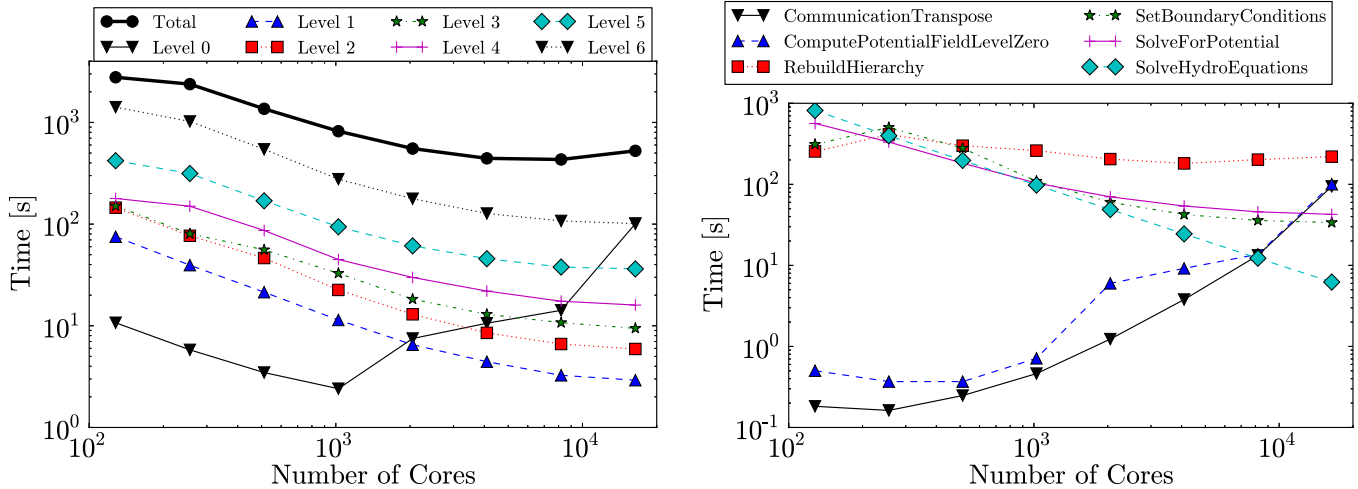 Total Level 1 Level 3 Level 5
Level 0 Level 2 Level 4 Level 6
Time [s]
10^3
10^2
10^1
10^0
10^2 10^3 10^4
Number of Cores
CommunicationTranspose SetBoundaryConditions
ComputePotentialFieldLevelZero SolveForPotential
RebuildHierarchy SolveHydroEquations
Time [s]
10^3
10^2
10^1
10^0
10^-1
10^2 10^3 10^4
Number of Cores